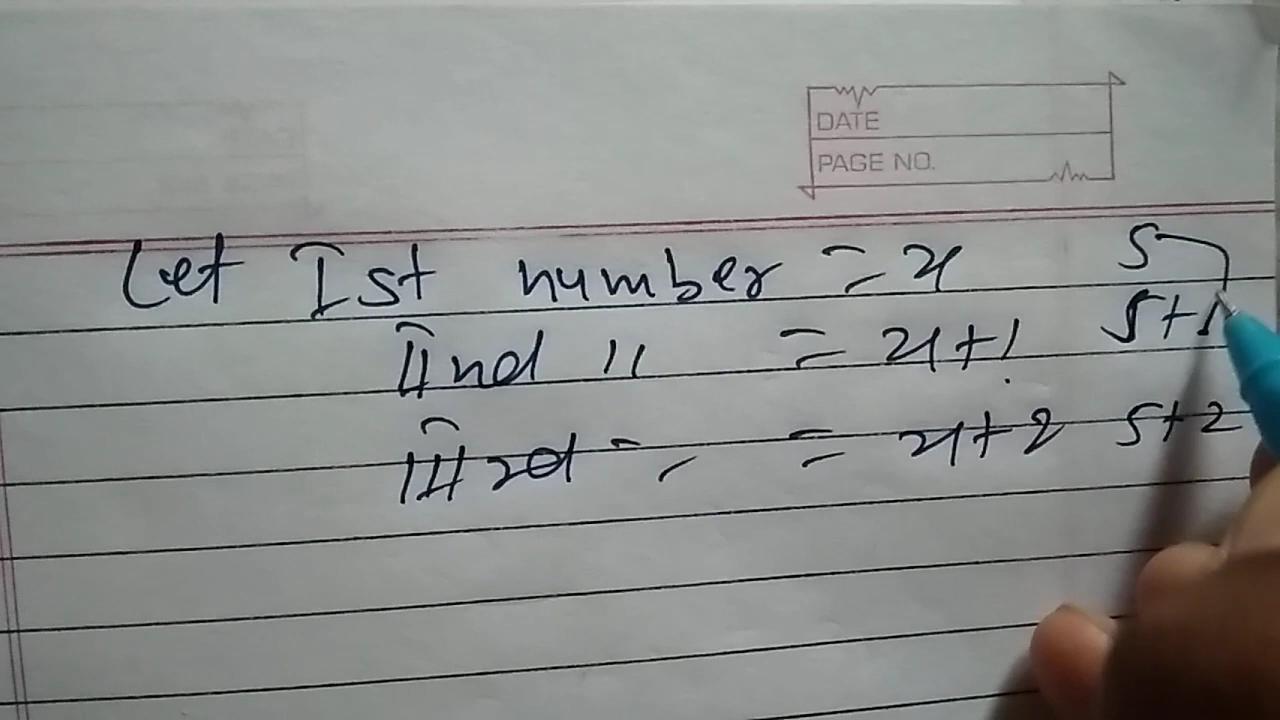 DATE
PAGE NO.
Let Ist number = x 5
IInd " = x+1 5+1
IIIrd " = x+2 5+2